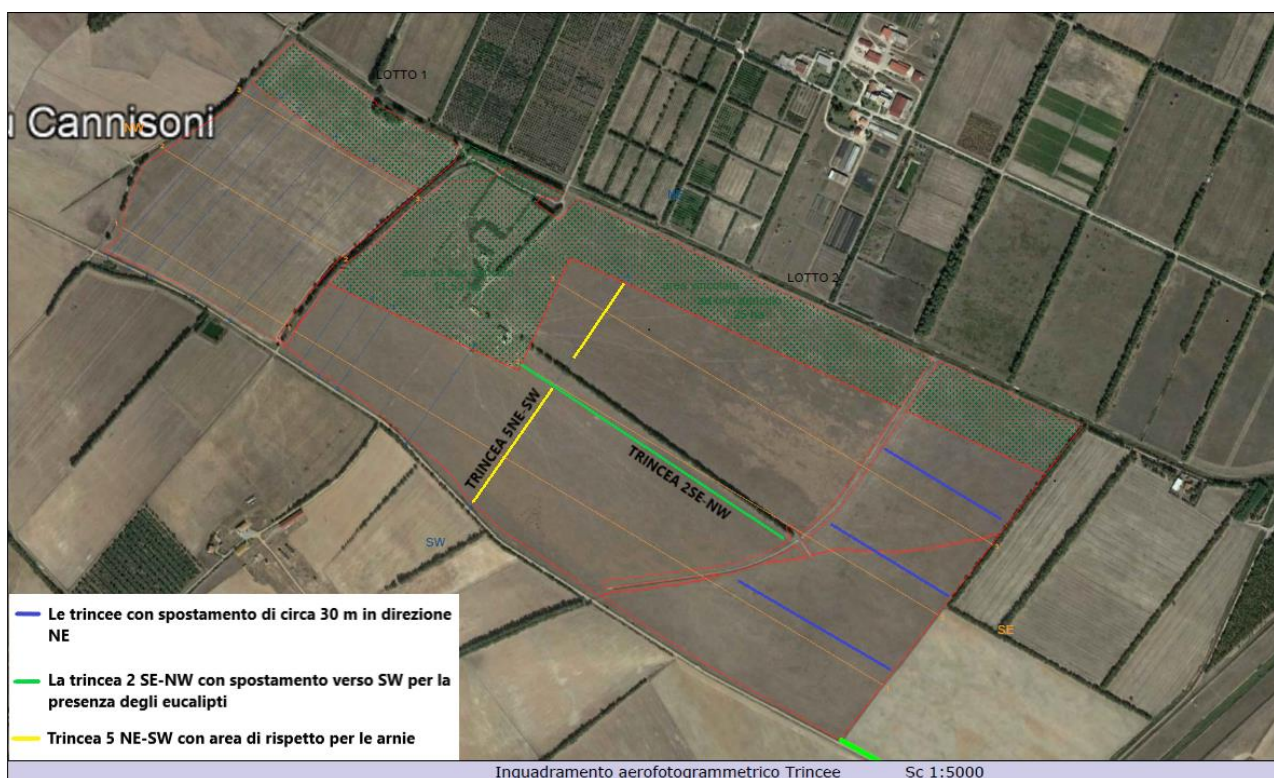 LOTTO 1
u Cannisoni
NW
NE
LOTTO 2
TRINCEA 5NE-SW
TRINCEA 2SE-NW
SW
SE
Le trincee con spostamento di circa 30 m in direzione
NE
La trincea 2 SE-NW con spostamento verso SW per la
presenza degli eucalipti
Trincea 5 NE-SW con area di rispetto per le arnie
Inquadramento aerofotogrammetrico Trincee Sc 1:5000